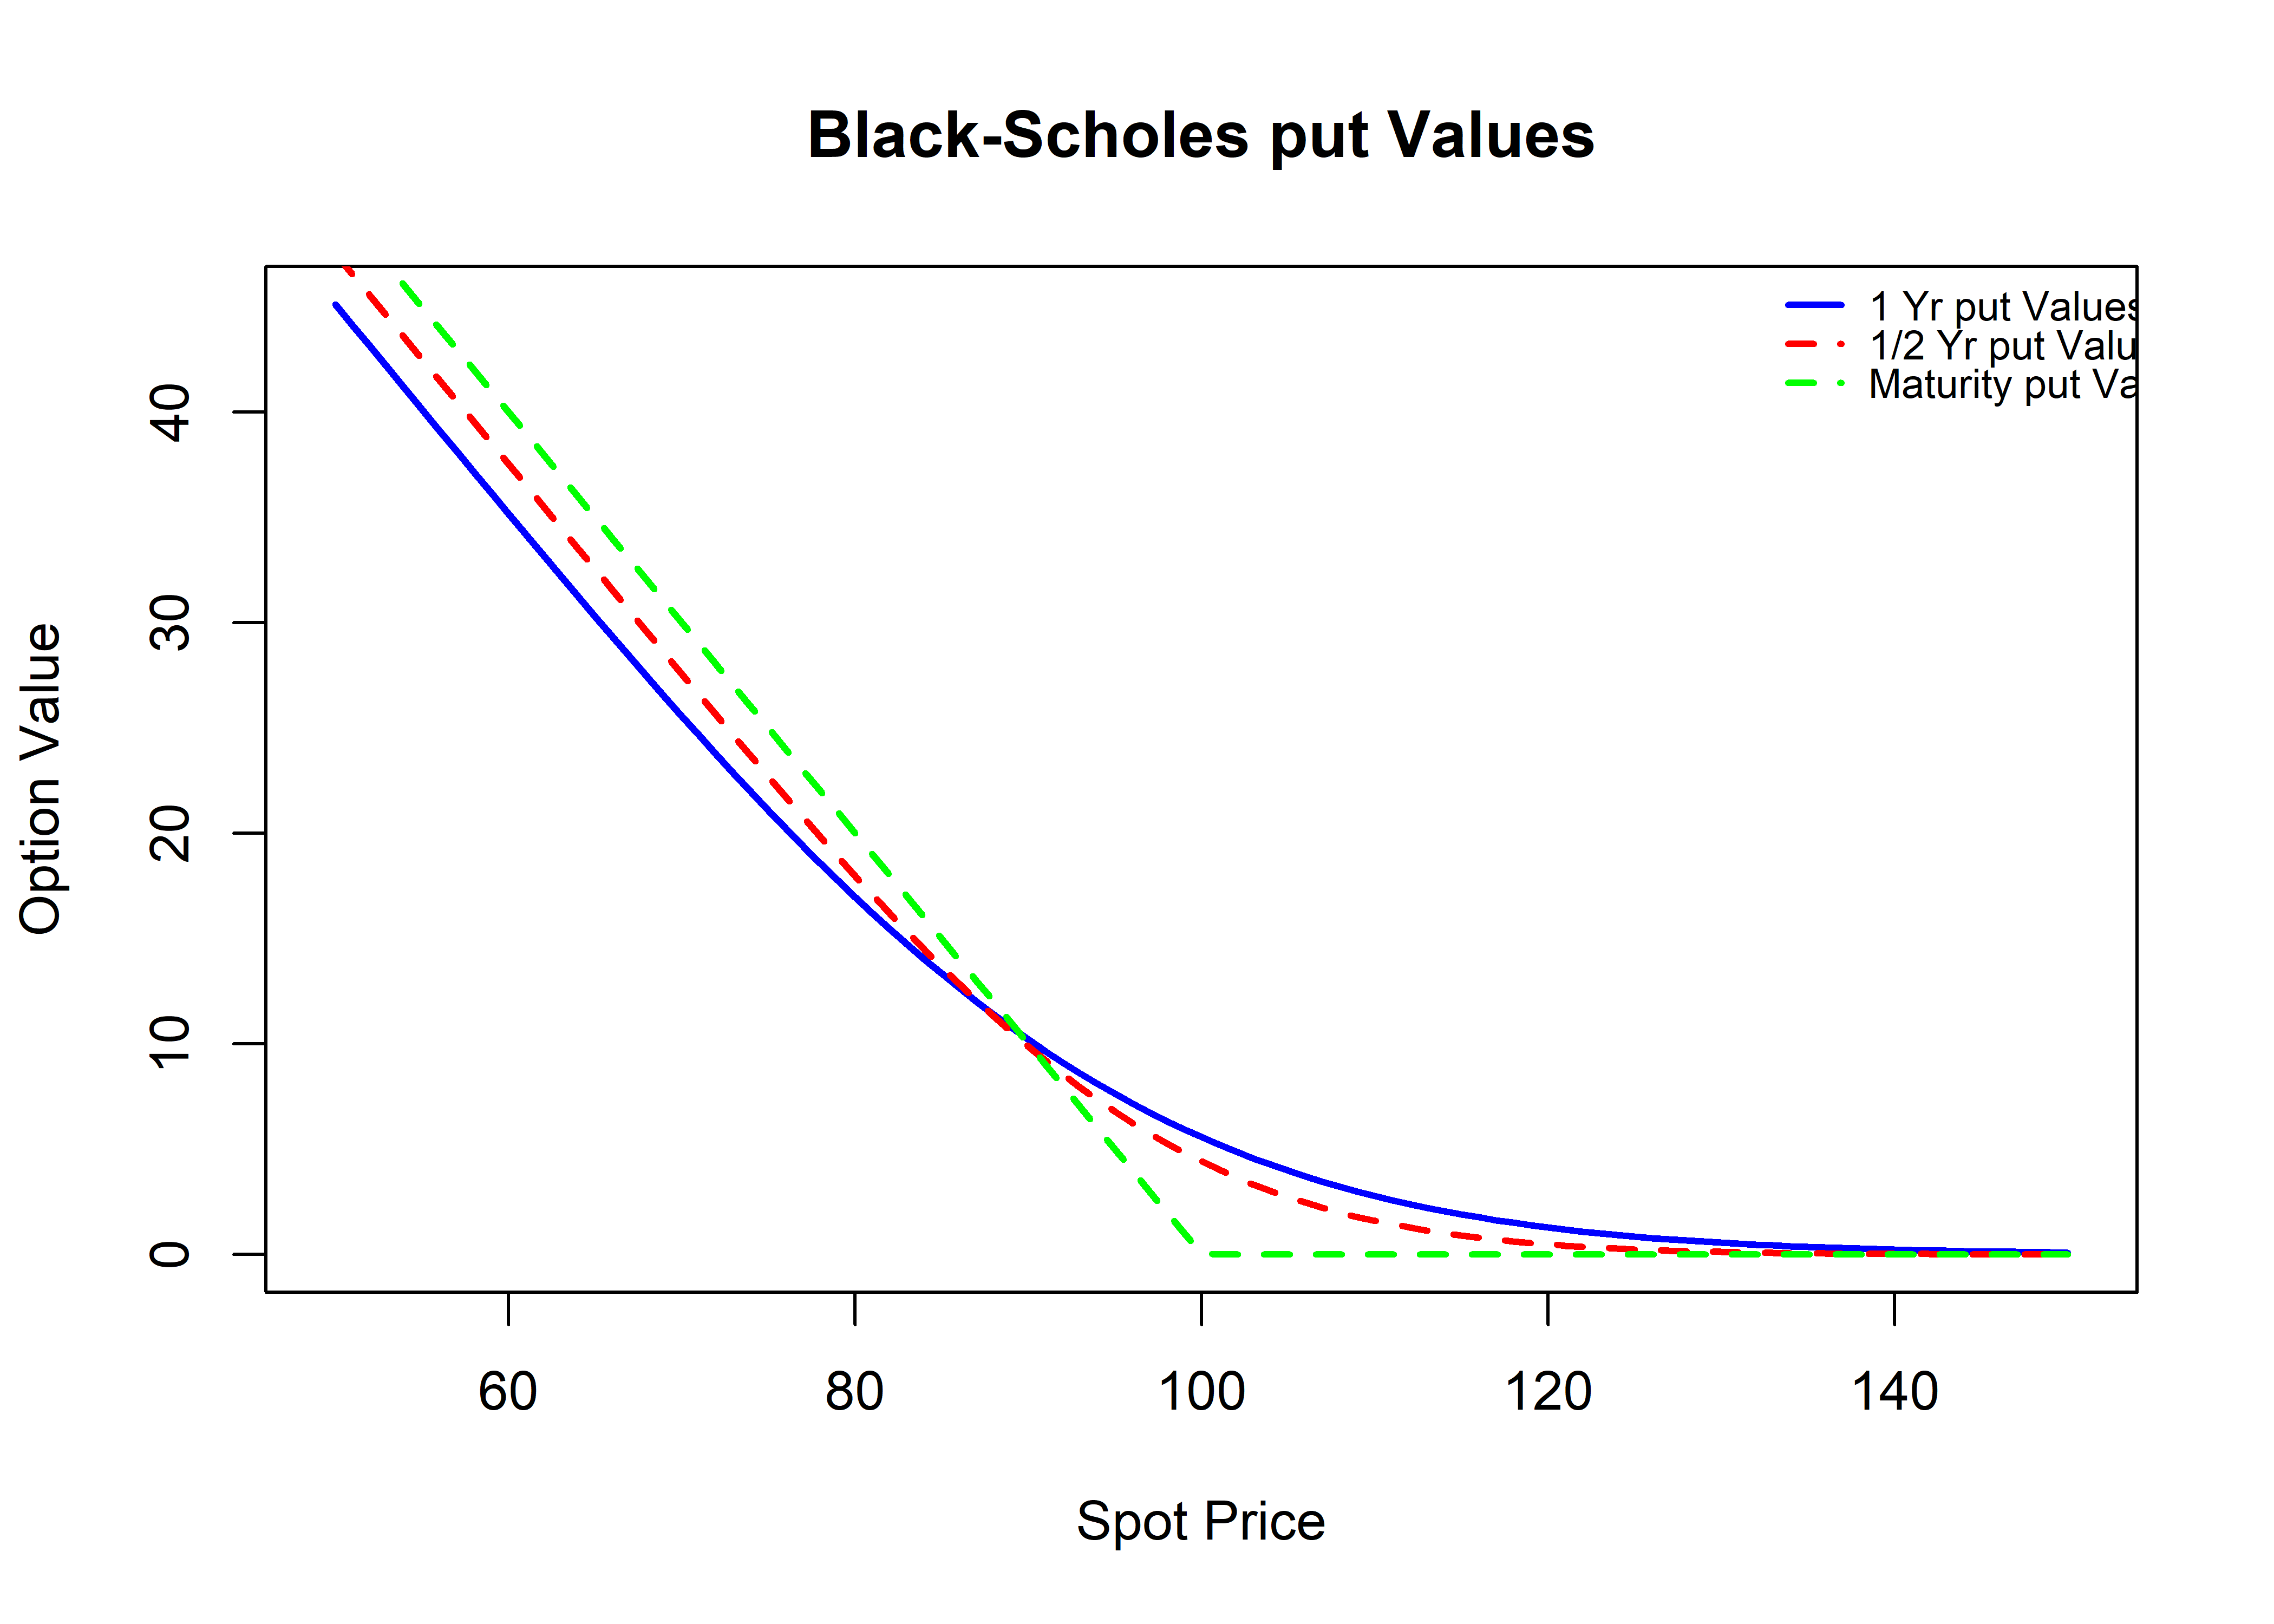 Black-Scholes put Values
1 Yr put Values
1/2 Yr put Valu
Maturity put Va
Option Value
40
30
20
10
0
60 80 100 120 140
Spot Price